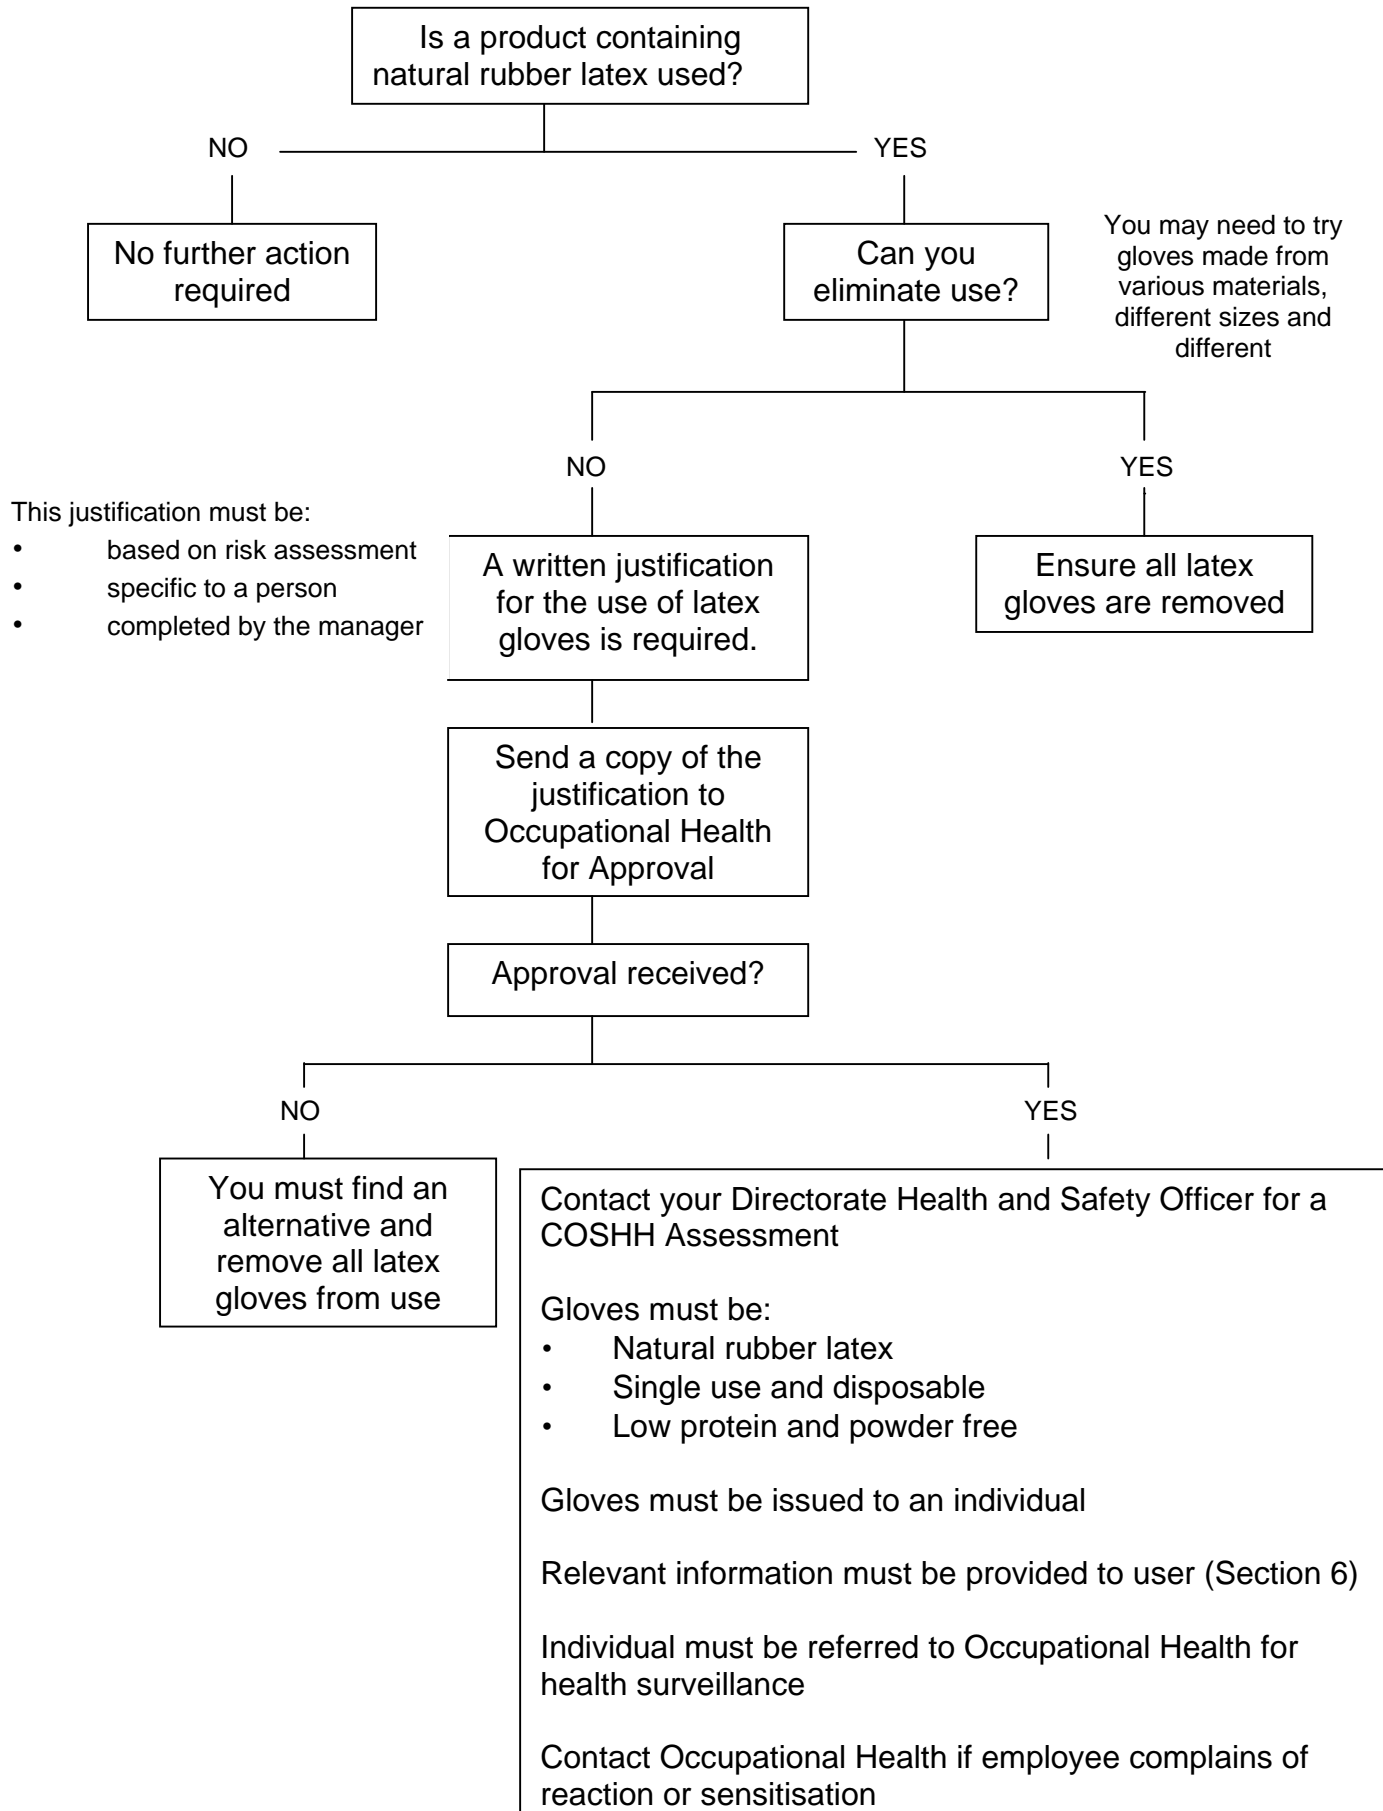 Is a product containing
natural rubber latex used?
NO
YES
No further action
required
Can you
eliminate use?
You may need to try
gloves made from
various materials,
different sizes and
different
NO
YES
This justification must be:
• based on risk assessment
• specific to a person
• completed by the manager
A written justification
for the use of latex
gloves is required.
Ensure all latex
gloves are removed
Send a copy of the
justification to
Occupational Health
for Approval
Approval received?
NO
YES
You must find an
alternative and
remove all latex
gloves from use
Contact your Directorate Health and Safety Officer for a
COSHH Assessment
Gloves must be:
• Natural rubber latex
• Single use and disposable
• Low protein and powder free
Gloves must be issued to an individual
Relevant information must be provided to user (Section 6)
Individual must be referred to Occupational Health for
health surveillance
Contact Occupational Health if employee complains of
reaction or sensitisation